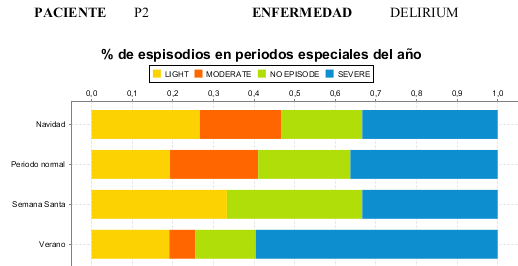 PACIENTE P2 ENFERMEDAD DELIRIUM
% de espisodios en periodos especiales del año
LIGHT MODERATE NO EPISODE SEVERE
0,0 0,1 0,2 0,3 0,4 0,5 0,6 0,7 0,8 0,9 1,0
Navidad
Periodo normal
Semana Santa
Verano